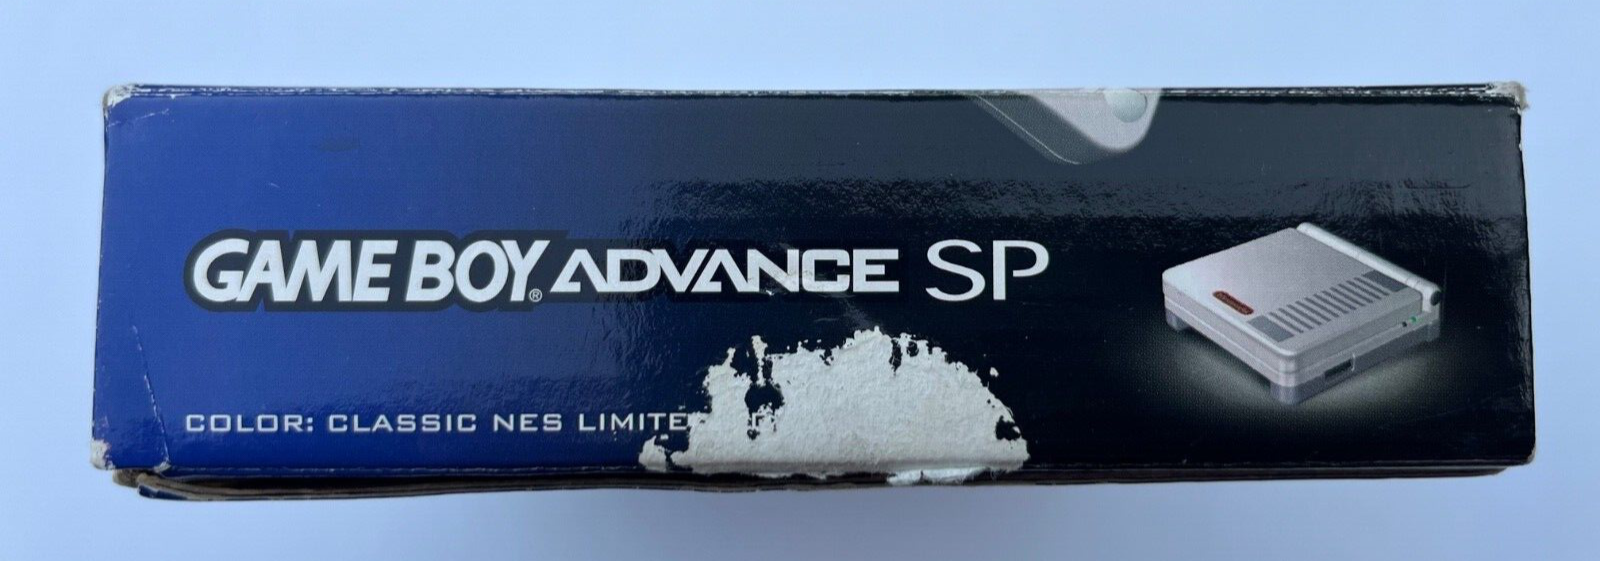 GAME BOY® ADVANCE SP
COLOR: CLASSIC NES LIMITE